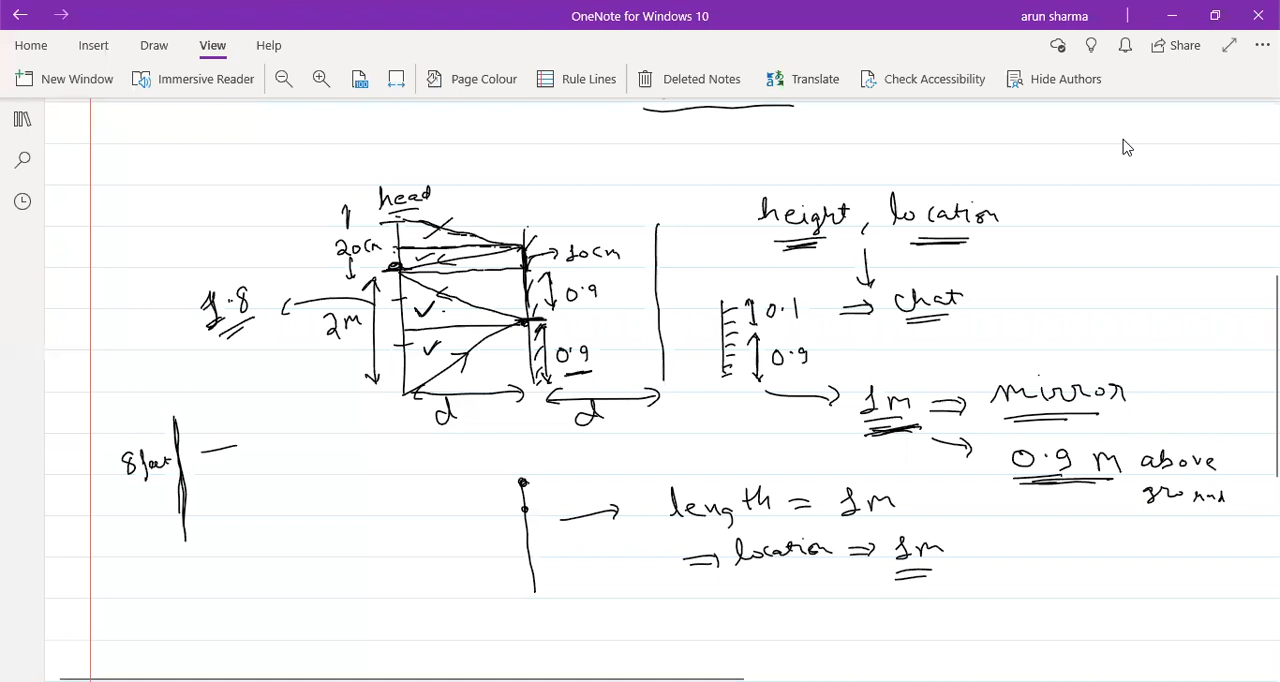 OneNote for Windows 10
arun sharma
Home Insert Draw View Help
Share
New Window Immersive Reader Page Colour Rule Lines Deleted Notes Translate Check Accessibility Hide Authors
head
20cm
10cm
0.9
1.8
2m
0.9
d d
height, location
0.1 ⇒ chat
0.9
1m ⇒ mirror
0.9 m above
ground
8 feet
length = 1m
⇒ location ⇒ 1m